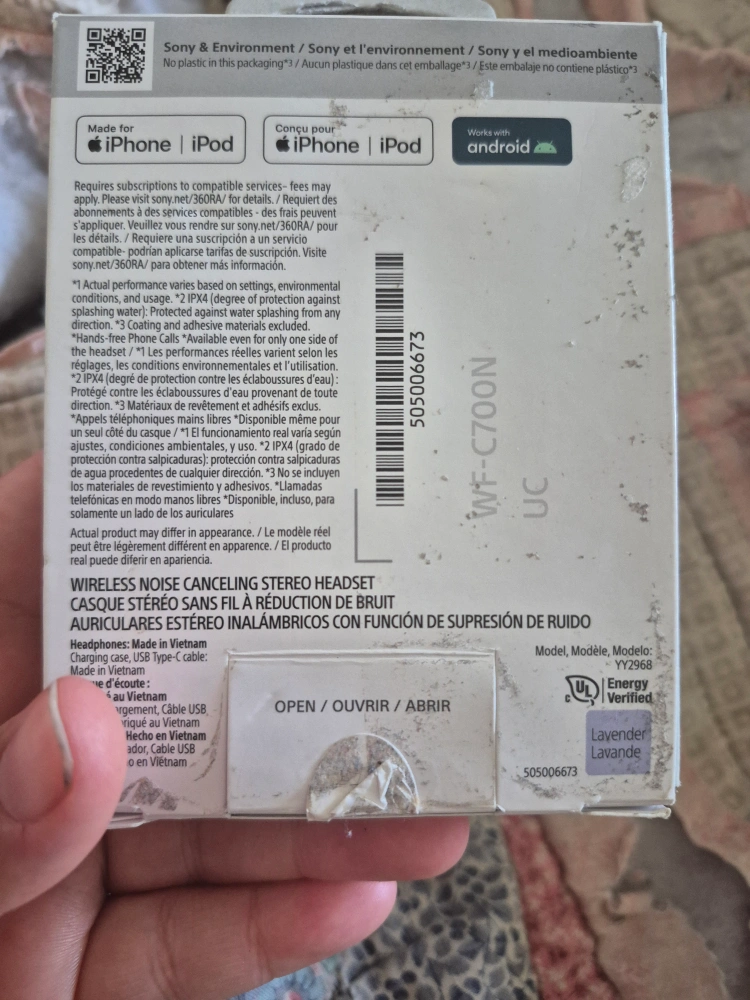 Sony & Environment / Sony et l'environnement / Sony y el medioambiente
No plastic in this packaging*3 / Aucun plastique dans cet emballage*3 / Este embalaje no contiene plástico*3
Made for
iPhone | iPod
Conçu pour
iPhone | iPod
Works with
android
Requires subscriptions to compatible services- fees may
apply. Please visit sony.net/360RA/ for details. / Requiert des
abonnements à des services compatibles - des frais peuvent
s'appliquer. Veuillez vous rendre sur sony.net/360RA/ pour
les détails. / Requiere una suscripción a un servicio
compatible- podrían aplicarse tarifas de suscripción. Visite
sony.net/360RA/ para obtener más información.
*1 Actual performance varies based on settings, environmental
conditions, and usage. *2 IPX4 (degree of protection against
splashing water): Protected against water splashing from any
direction. *3 Coating and adhesive materials excluded.
*Hands-free Phone Calls *Available even for only one side of
the headset / *1 Les performances réelles varient selon les
réglages, les conditions environnementales et l'utilisation.
*2 IPX4 (degré de protection contre les éclaboussures d'eau) :
Protégé contre les éclaboussures d'eau provenant de toute
direction. *3 Matériaux de revêtement et adhésifs exclus.
*Appels téléphoniques mains libres *Disponible même pour
un seul côté du casque / *1 El funcionamiento real varía según
ajustes, condiciones ambientales, y uso. *2 IPX4 (grado de
protección contra salpicaduras): protección contra salpicaduras
de agua procedentes de cualquier dirección. *3 No se incluyen
los materiales de revestimiento y adhesivos. *Llamadas
telefónicas en modo manos libres *Disponible, incluso, para
solamente un lado de los auriculares
Actual product may differ in appearance. / Le modèle réel
peut être légèrement différent en apparence. / El producto
real puede diferir en apariencia.
505006673
WF-C700N
UC
WIRELESS NOISE CANCELING STEREO HEADSET
CASQUE STÉRÉO SANS FIL À RÉDUCTION DE BRUIT
AURICULARES ESTÉREO INALÁMBRICOS CON FUNCIÓN DE SUPRESIÓN DE RUIDO
Headphones: Made in Vietnam
Charging case, USB Type-C cable:
Made in Vietnam
d'écoute :
au Vietnam
Câble USB
au Vietnam
Hecho en Vietnam
Cable USB
en Vietnam
OPEN / OUVRIR / ABRIR
Model, Modèle, Modelo:
YY2968
c UL
Energy
Verified
Lavender
Lavande
505006673